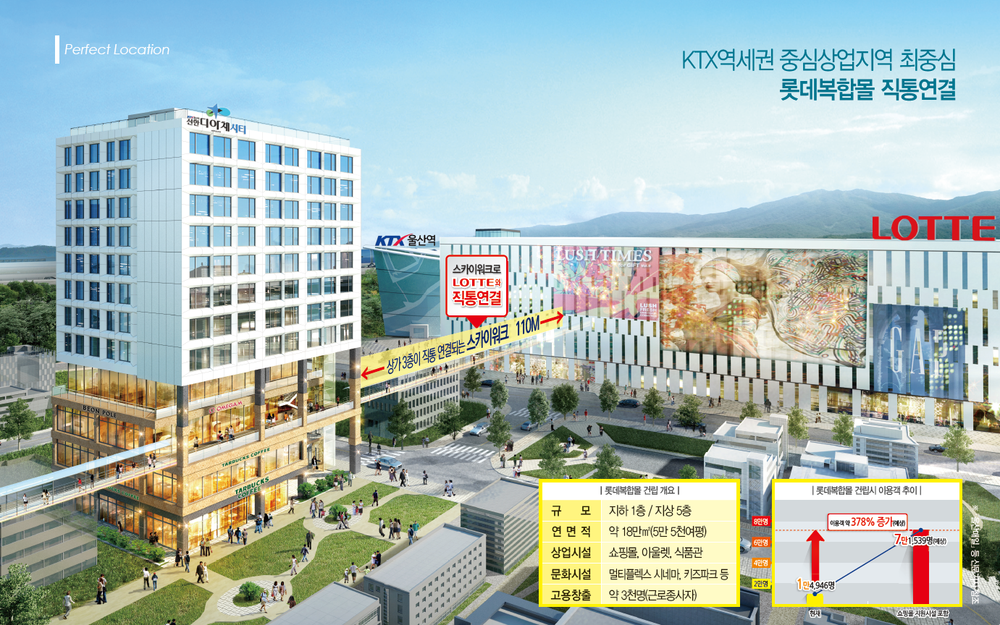 Perfect Location
KTX역세권 중심상업지역 최중심
롯데복합몰 직통연결
신한디아채시티
LOTTE
KTX 울산역
스카이워크로
LOTTE와
직통연결
LUSH TIMES
for GIFT Vol.9
LUSH
FRESH
GAP
상가 3층이 직통 연결되는 스카이워크 110M
BEON POLE
OMEGAM
TARBUCKS COFFEE
TARBUCKS
COFFEE
| 롯데복합몰 건립 개요 |
규 모 지하 1층 / 지상 5층
연 면 적 약 18만㎡(5만 5천여평)
상업시설 쇼핑몰, 아울렛, 식품관
문화시설 멀티플렉스 시네마, 키즈파크 등
고용창출 약 3천명(근로종사자)
| 롯데복합몰 건립시 이용객 추이 |
8만명
6만명
4만명
2만명
이용객 약 378% 증가(예상)
7만1,539명(예상)
1만4,946명
현재
쇼핑몰 지원시설 포함